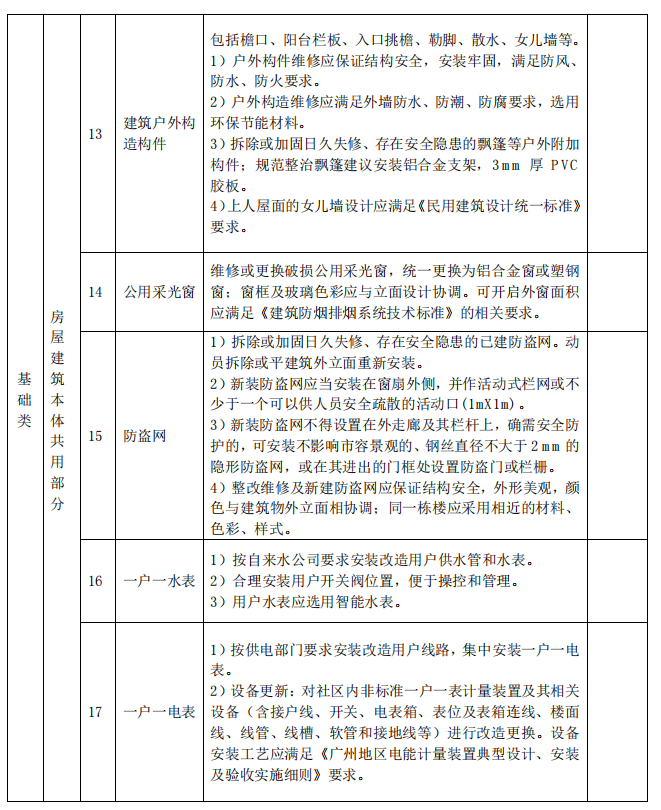 基础类
房屋建筑本体共用部分
13
建筑户外构
造构件
包括檐口、阳台栏板、入口挑檐、勒脚、散水、女儿墙等。
1）户外构件维修应保证结构安全，安装牢固，满足防风、
防水、防火要求。
2）户外构造维修应满足外墙防水、防潮、防腐要求，选用
环保节能材料。
3）拆除或加固日久失修、存在安全隐患的飘篷等户外附加
构件；规范整治飘篷建议安装铝合金支架，3mm 厚 PVC
胶板。
4)上人屋面的女儿墙设计应满足《民用建筑设计统一标准》
要求。
14
公用采光窗
维修或更换破损公用采光窗，统一更换为铝合金窗或塑钢
窗；窗框及玻璃色彩应与立面设计协调。可开启外窗面积
应满足《建筑防烟排烟系统技术标准》的相关要求。
15
防盗网
1）拆除或加固日久失修、存在安全隐患的已建防盗网。动
员拆除或平建筑外立面重新安装。
2）新装防盗网应当安装在窗扇外侧，并作活动式栏网或不
少于一个可以供人员安全疏散的活动口(1mX1m)。
3）新装防盗网不得设置在外走廊及其栏杆上，确需安全防
护的，可安装不影响市容景观的、钢丝直径不大于2mm的
隐形防盗网，或在其进出的门框处设置防盗门或栏栅。
4）整改维修及新建防盗网应保证结构安全，外形美观，颜
色与建筑物外立面相协调；同一栋楼应采用相近的材料、
色彩、样式。
16
一户一水表
1）按自来水公司要求安装改造用户供水管和水表。
2）合理安装用户开关阀位置，便于操控和管理。
3）用户水表应选用智能水表。
17
一户一电表
1)按供电部门要求安装改造用户线路，集中安装一户一电
表。
2）设备更新：对社区内非标准一户一表计量装置及其相关
设备（含接户线、开关、电表箱、表位及表箱连线、楼面
线、线管、线槽、软管和接地线等）进行改造更换。设备
安装工艺应满足《广州地区电能计量装置典型设计、安装
及验收实施细则》要求。